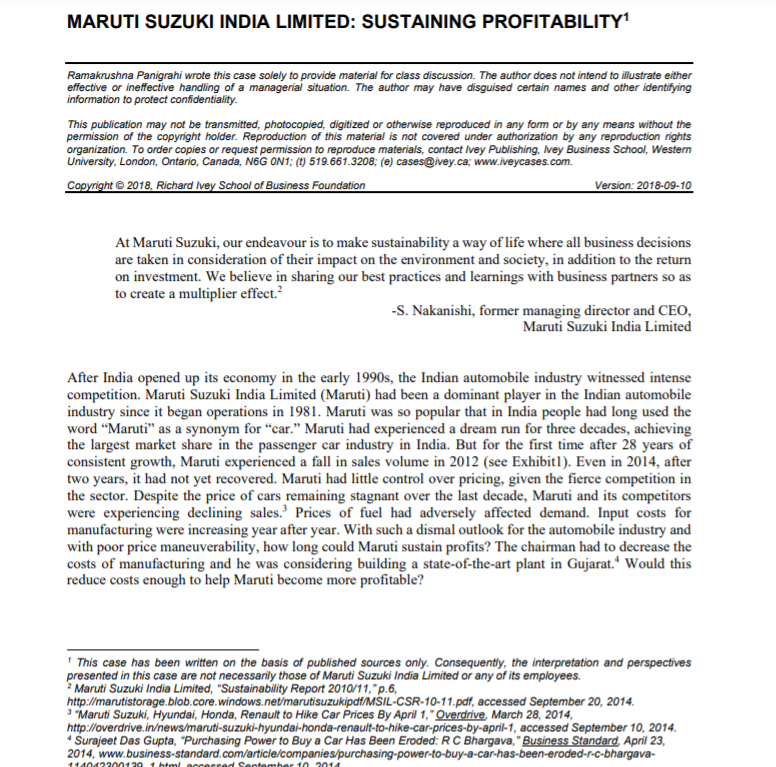 MARUTI SUZUKI INDIA LIMITED: SUSTAINING PROFITABILITY¹
Ramakrushna Panigrahi wrote this case solely to provide material for class discussion. The author does not intend to illustrate either
effective or ineffective handling of a managerial situation. The author may have disguised certain names and other identifying
information to protect confidentiality.
This publication may not be transmitted, photocopied, digitized or otherwise reproduced in any form or by any means without the
permission of the copyright holder. Reproduction of this material is not covered under authorization by any reproduction rights
organization. To order copies or request permission to reproduce materials, contact Ivey Publishing, Ivey Business School, Western
University, London, Ontario, Canada, N6G 0N1; (t) 519.661.3208; (e) cases@ivey.ca; www.iveycases.com.
Copyright © 2018, Richard Ivey School of Business Foundation Version: 2018-09-10
At Maruti Suzuki, our endeavour is to make sustainability a way of life where all business decisions
are taken in consideration of their impact on the environment and society, in addition to the return
on investment. We believe in sharing our best practices and learnings with business partners so as
to create a multiplier effect.²
-S. Nakanishi, former managing director and CEO,
Maruti Suzuki India Limited
After India opened up its economy in the early 1990s, the Indian automobile industry witnessed intense
competition. Maruti Suzuki India Limited (Maruti) had been a dominant player in the Indian automobile
industry since it began operations in 1981. Maruti was so popular that in India people had long used the
word “Maruti” as a synonym for “car.” Maruti had experienced a dream run for three decades, achieving
the largest market share in the passenger car industry in India. But for the first time after 28 years of
consistent growth, Maruti experienced a fall in sales volume in 2012 (see Exhibit1). Even in 2014, after
two years, it had not yet recovered. Maruti had little control over pricing, given the fierce competition in
the sector. Despite the price of cars remaining stagnant over the last decade, Maruti and its competitors
were experiencing declining sales.³ Prices of fuel had adversely affected demand. Input costs for
manufacturing were increasing year after year. With such a dismal outlook for the automobile industry and
with poor price maneuverability, how long could Maruti sustain profits? The chairman had to decrease the
costs of manufacturing and he was considering building a state-of-the-art plant in Gujarat.⁴ Would this
reduce costs enough to help Maruti become more profitable?
¹ This case has been written on the basis of published sources only. Consequently, the interpretation and perspectives
presented in this case are not necessarily those of Maruti Suzuki India Limited or any of its employees.
² Maruti Suzuki India Limited, “Sustainability Report 2010/11,” p.6,
http://marutistorage.blob.core.windows.net/marutisuzukipdf/MSIL-CSR-10-11.pdf, accessed September 20, 2014.
³ “Maruti Suzuki, Hyundai, Honda, Renault to Hike Car Prices By April 1,” Overdrive, March 28, 2014,
http://overdrive.in/news/maruti-suzuki-hyundai-honda-renault-to-hike-car-prices-by-april-1, accessed September 10, 2014.
⁴ Surajeet Das Gupta, “Purchasing Power to Buy a Car Has Been Eroded: R C Bhargava,” Business Standard, April 23,
2014, www.business-standard.com/article/companies/purchasing-power-to-buy-a-car-has-been-eroded-r-c-bhargava-
114042300139_1.html, accessed September 10, 2014.